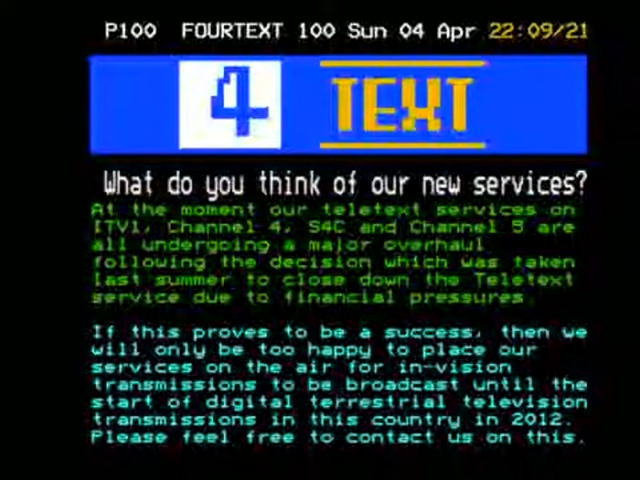 P100 FOURTEXT 100 Sun 04 Apr 22:09/21
4 TEXT
What do you think of our new services?
At the moment our teletext services on
ITV1, Channel 4, S4C and Channel 5 are
all undergoing a major overhaul
following the decision which was taken
last summer to close down the Teletext
service due to financial pressures.
If this proves to be a success, then we
will only be too happy to place our
services on the air for in-vision
transmissions to be broadcast until the
start of digital terrestrial television
transmissions in this country in 2012.
Please feel free to contact us on this.